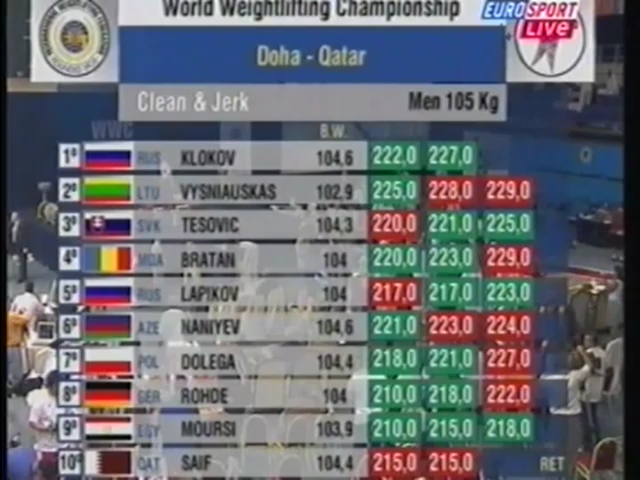 World Weightlifting Championship
EUROSPORT
LIVE
Doha - Qatar
Clean & Jerk Men 105 Kg
B.W.
1º RUS KLOKOV 104,6 222,0 227,0
2º LTU VYSNIAUSKAS 102,9 225,0 228,0 229,0
3º SVK TESOVIC 104,3 220,0 221,0 225,0
4º MDA BRATAN 104 220,0 223,0 229,0
5º RUS LAPIKOV 104 217,0 217,0 223,0
6º AZE NANIYEV 104,6 221,0 223,0 224,0
7º POL DOLEGA 104,4 218,0 221,0 227,0
8º GER ROHDE 104 210,0 218,0 222,0
9º EGY MOURSI 103,9 210,0 215,0 218,0
10º QAT SAIF 104,4 215,0 215,0 RET